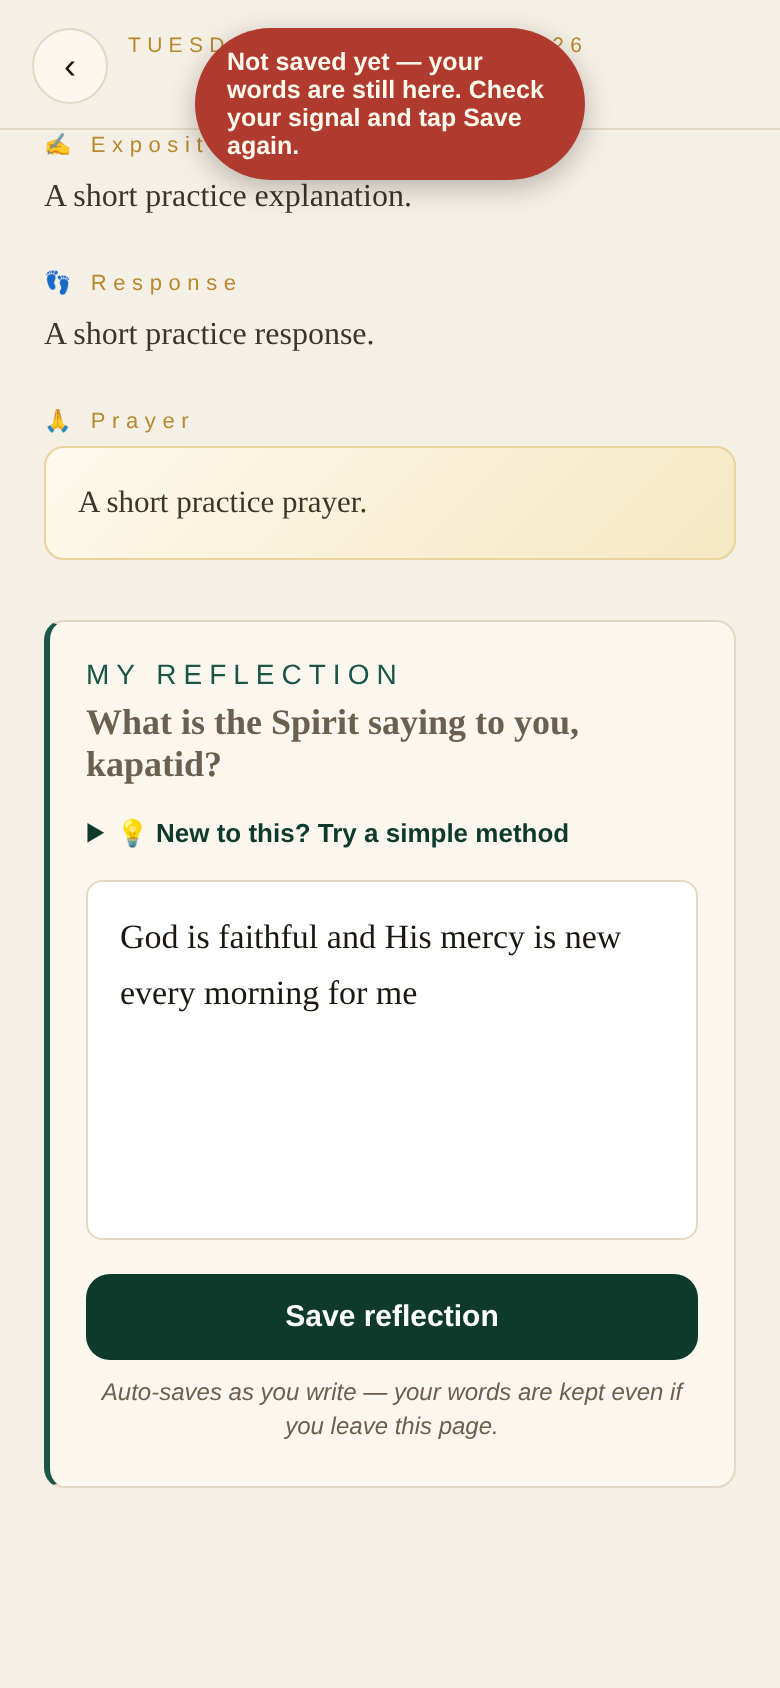 ‹
Not saved yet — your
words are still here. Check
your signal and tap Save
again.
A short practice explanation.
Response
A short practice response.
Prayer
A short practice prayer.
MY REFLECTION
What is the Spirit saying to you,
kapatid?
New to this? Try a simple method
God is faithful and His mercy is new
every morning for me
Save reflection
Auto-saves as you write — your words are kept even if
you leave this page.